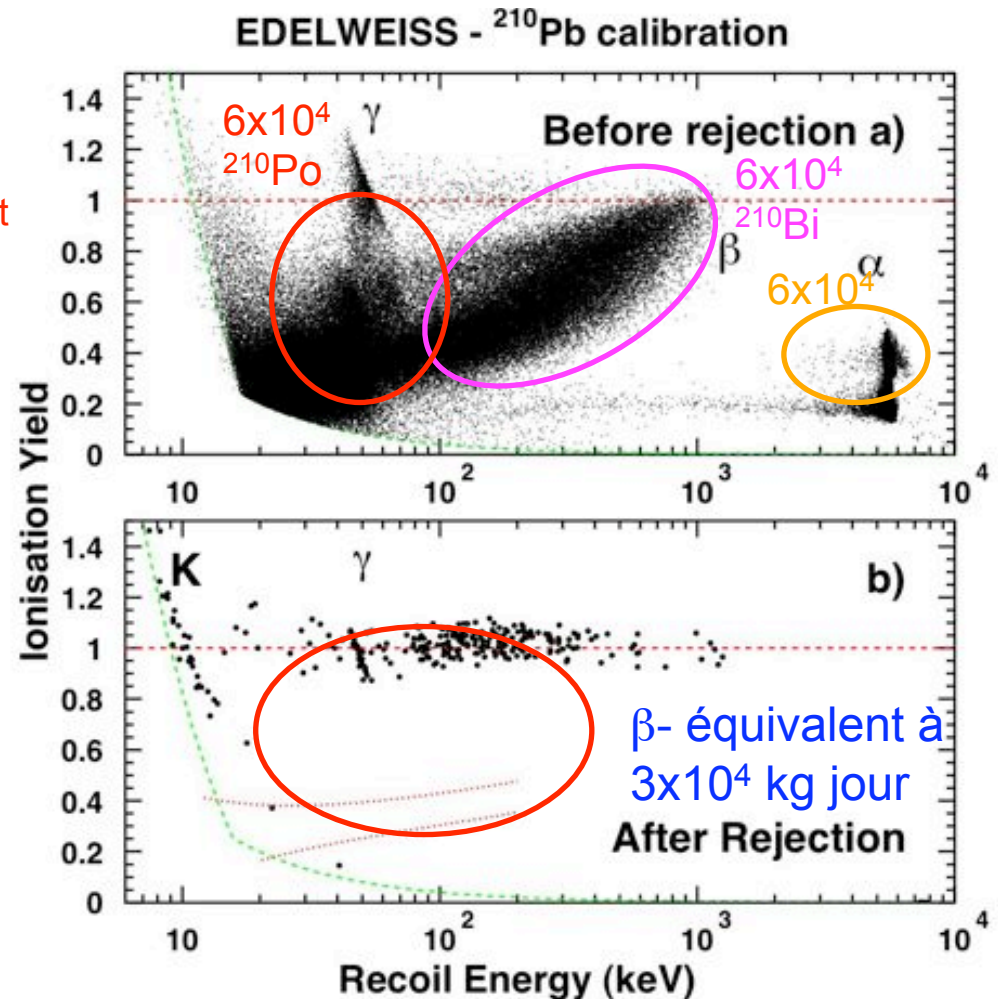 EDELWEISS - ²¹⁰Pb calibration
1.4
1.2
1
0.8
0.6
0.4
0.2
0
6x10⁴
²¹⁰Po
γ
Before rejection a)
6x10⁴
²¹⁰Bi
β
α
6x10⁴
t
10
10²
10³
10⁴
Ionisation Yield
1.4
1.2
1
0.8
0.6
0.4
0.2
0
K
γ
b)
β- équivalent à
3x10⁴ kg jour
After Rejection
10
10²
10³
10⁴
Recoil Energy (keV)